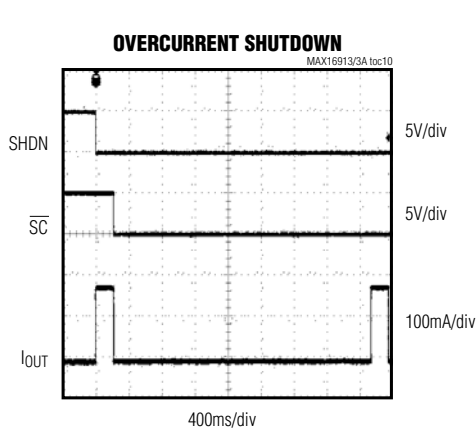 OVERCURRENT SHUTDOWN
MAX16913/3A toc10
SHDN
5V/div
SC
5V/div
IOUT
100mA/div
400ms/div